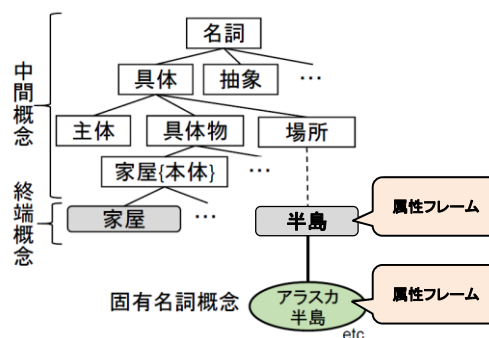 名詞
具体
抽象
…
中間概念
主体
具体物
場所
家屋{本体}
…
終端概念
家屋
…
半島
属性フレーム
固有名詞概念
アラスカ
半島
属性フレーム
etc